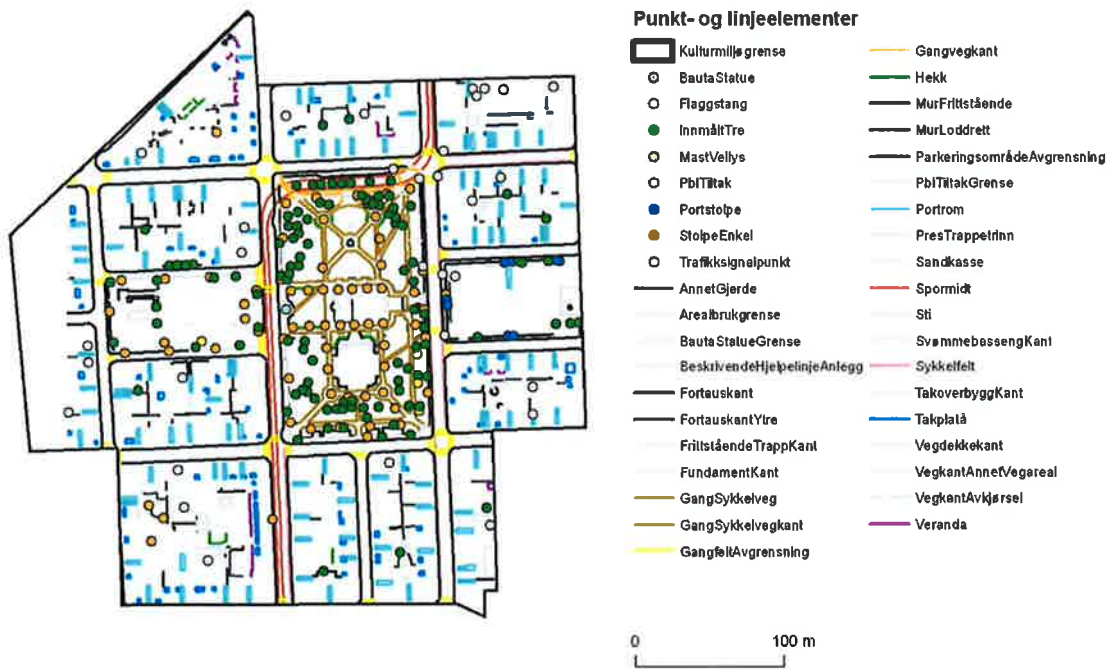 Punkt- og linjeelementer
Kulturmiljøgrense
BautaStatue
Flaggstang
InnmåltTre
MastVeilys
PblTiltak
Portstolpe
StolpeEnkel
Trafikksignalpunkt
AnnetGjerde
Arealbrukgrense
BautaStatueGrense
BeskrivendeHjelpelinjeAnlegg
Fortauskant
FortauskantYtre
FrittståendeTrappKant
FundamentKant
GangSykkelveg
GangSykkelvegkant
GangfeltAvgrensning
Gangvegkant
Hekk
MurFrittstående
MurLoddrett
ParkeringsområdeAvgrensning
PblTiltakGrense
Portrom
PresTrappetrinn
Sandkasse
Spormidt
Sti
SvømmebassengKant
Sykkelfelt
TakoverbyggKant
Takplatå
Vegdekkekant
VegkantAnnetVegareal
VegkantAvkjørsel
Veranda
0 100 m